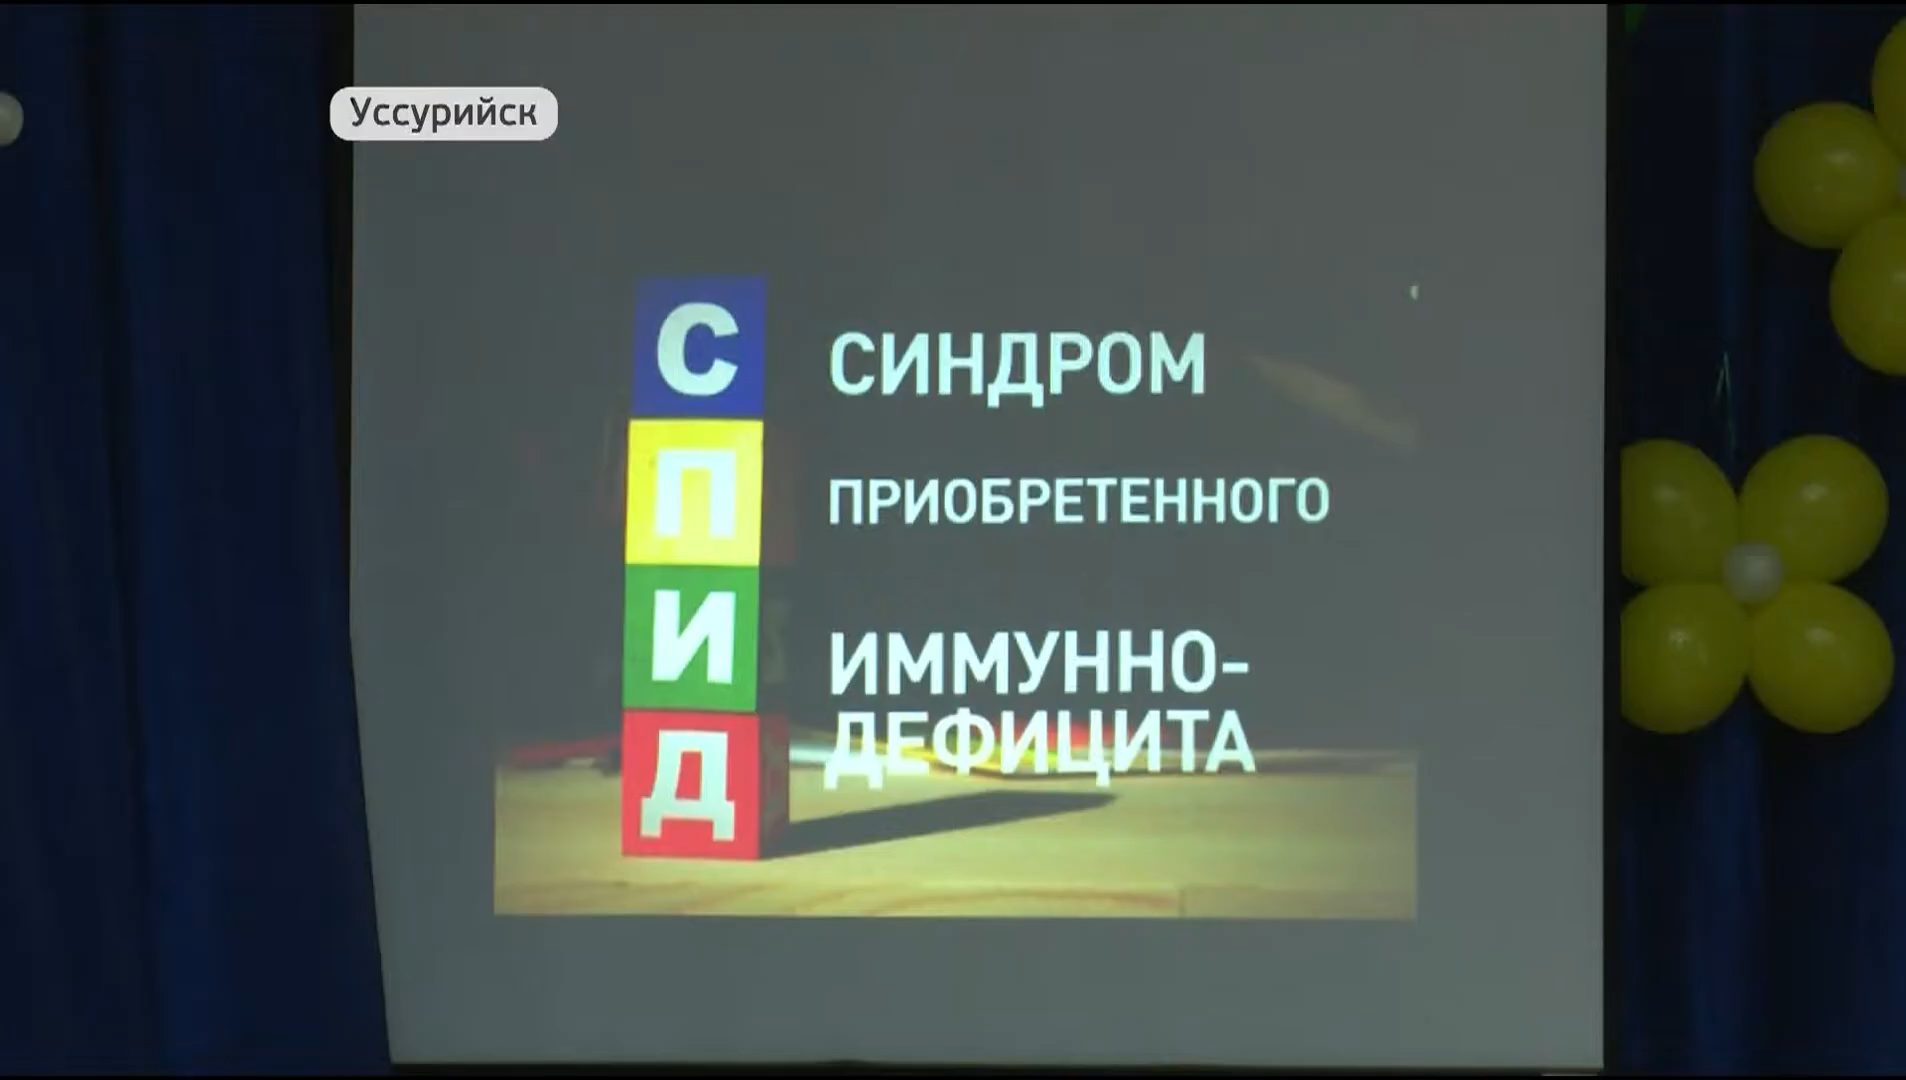 Уссурийск
С
СИНДРОМ
П
ПРИОБРЕТЕННОГО
И
ИММУННО-
ДЕФИЦИТА
Д